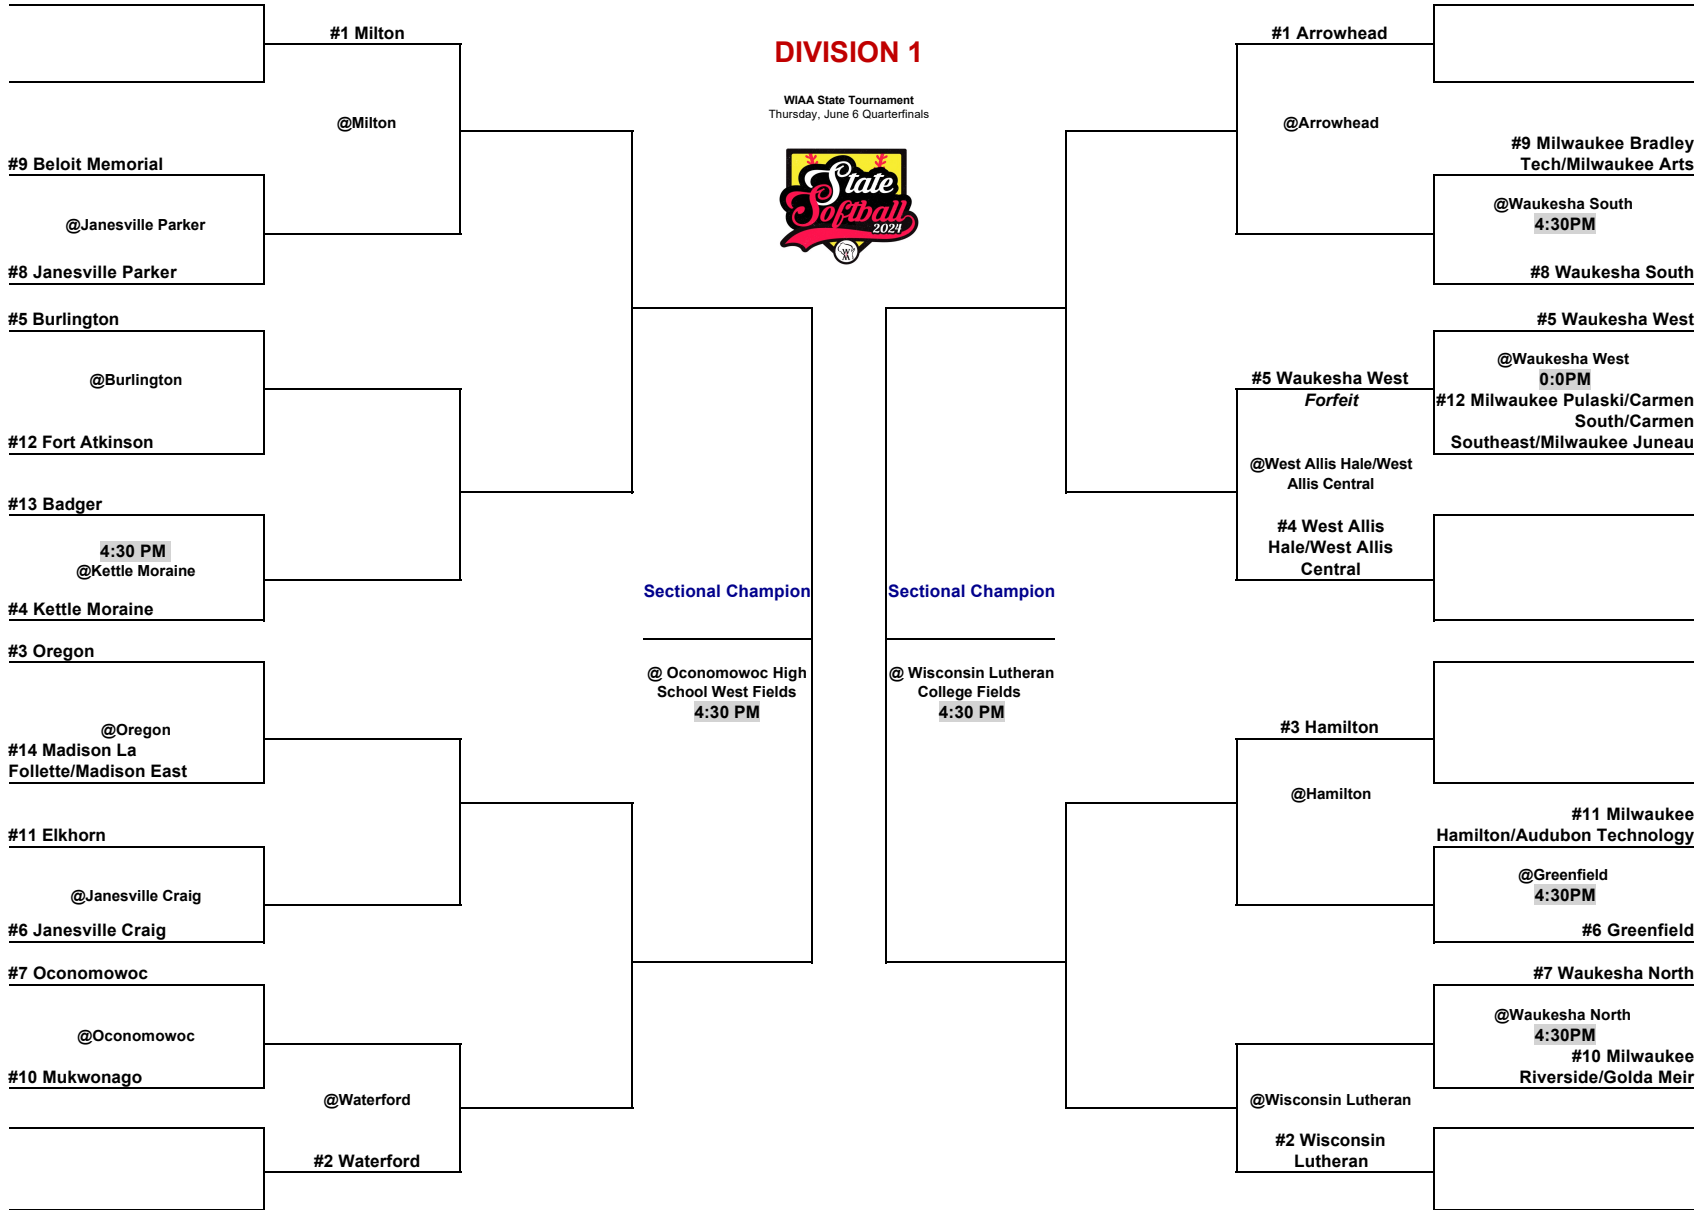 #1 Milton
@Milton
#9 Beloit Memorial
@Janesville Parker
#8 Janesville Parker
#5 Burlington
@Burlington
#12 Fort Atkinson
#13 Badger
4:30 PM
@Kettle Moraine
#4 Kettle Moraine
#3 Oregon
@Oregon
#14 Madison La
Follette/Madison East
#11 Elkhorn
@Janesville Craig
#6 Janesville Craig
#7 Oconomowoc
@Oconomowoc
#10 Mukwonago
@Waterford
#2 Waterford
DIVISION 1
WIAA State Tournament
Thursday, June 6 Quarterfinals
State
Softball
2024
Sectional Champion
@ Oconomowoc High
School West Fields
4:30 PM
Sectional Champion
@ Wisconsin Lutheran
College Fields
4:30 PM
#1 Arrowhead
@Arrowhead
#9 Milwaukee Bradley
Tech/Milwaukee Arts
@Waukesha South
4:30PM
#8 Waukesha South
#5 Waukesha West
@Waukesha West
0:0PM
#12 Milwaukee Pulaski/Carmen
South/Carmen
Southeast/Milwaukee Juneau
#5 Waukesha West
Forfeit
@West Allis Hale/West
Allis Central
#4 West Allis
Hale/West Allis
Central
#3 Hamilton
@Hamilton
#11 Milwaukee
Hamilton/Audubon Technology
@Greenfield
4:30PM
#6 Greenfield
#7 Waukesha North
@Waukesha North
4:30PM
#10 Milwaukee
Riverside/Golda Meir
@Wisconsin Lutheran
#2 Wisconsin
Lutheran